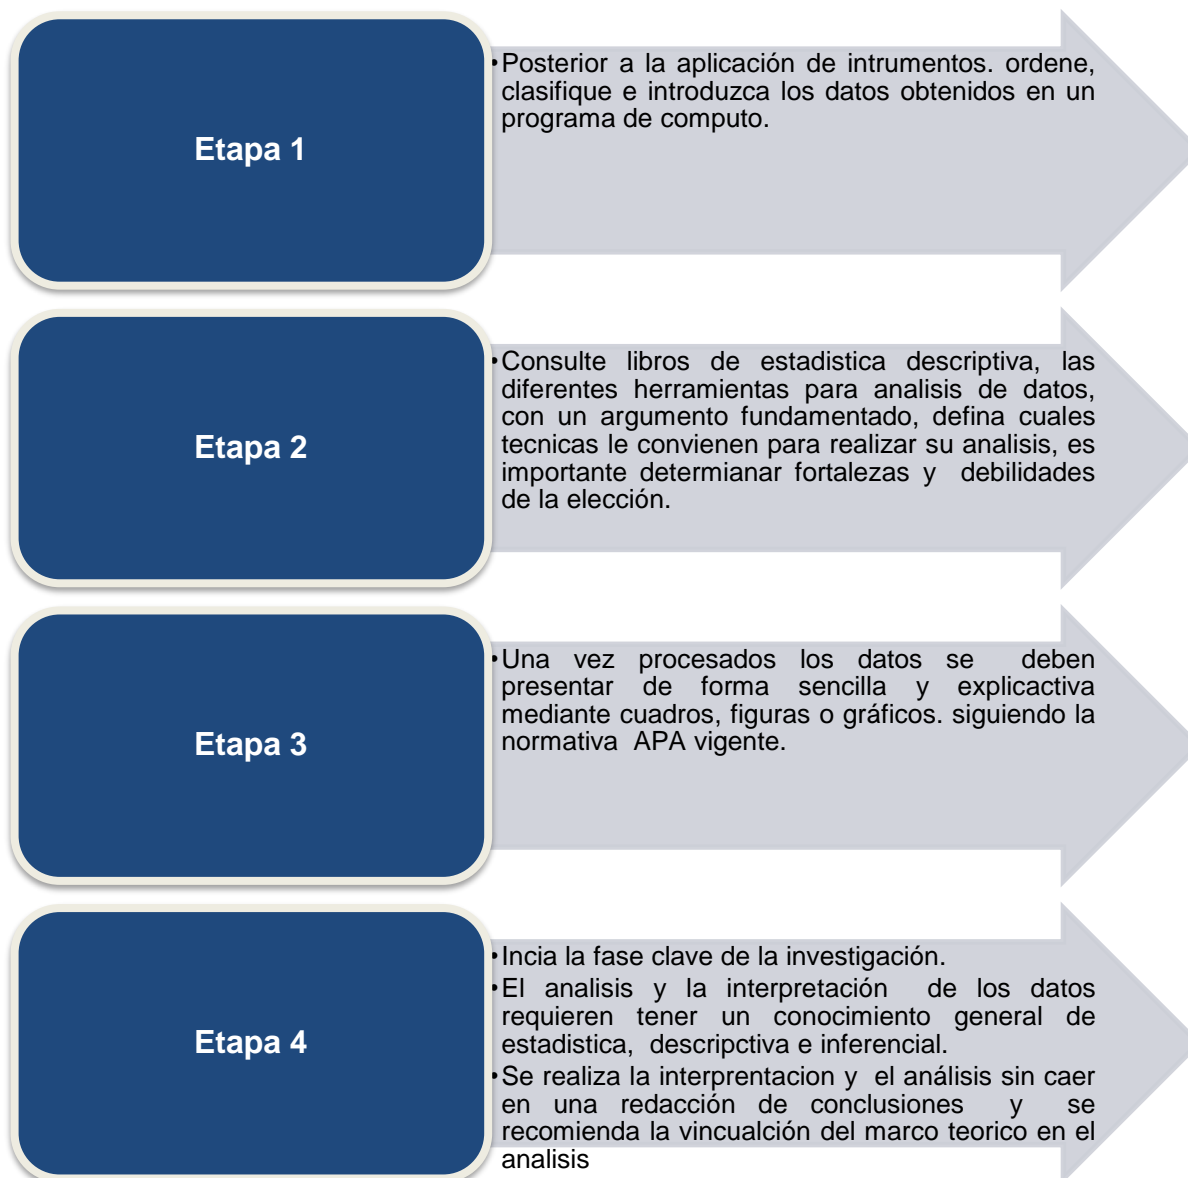 Etapa 1
•Posterior a la aplicación de intrumentos. ordene,
clasifique e introduzca los datos obtenidos en un
programa de computo.
Etapa 2
•Consulte libros de estadistica descriptiva, las
diferentes herramientas para analisis de datos,
con un argumento fundamentado, defina cuales
tecnicas le convienen para realizar su analisis, es
importante determianar fortalezas y debilidades
de la elección.
Etapa 3
•Una vez procesados los datos se deben
presentar de forma sencilla y explicactiva
mediante cuadros, figuras o gráficos. siguiendo la
normativa APA vigente.
Etapa 4
•Incia la fase clave de la investigación.
•El analisis y la interpretación de los datos
requieren tener un conocimiento general de
estadistica, descripctiva e inferencial.
•Se realiza la interprentacion y el análisis sin caer
en una redacción de conclusiones y se
recomienda la vincualción del marco teorico en el
analisis